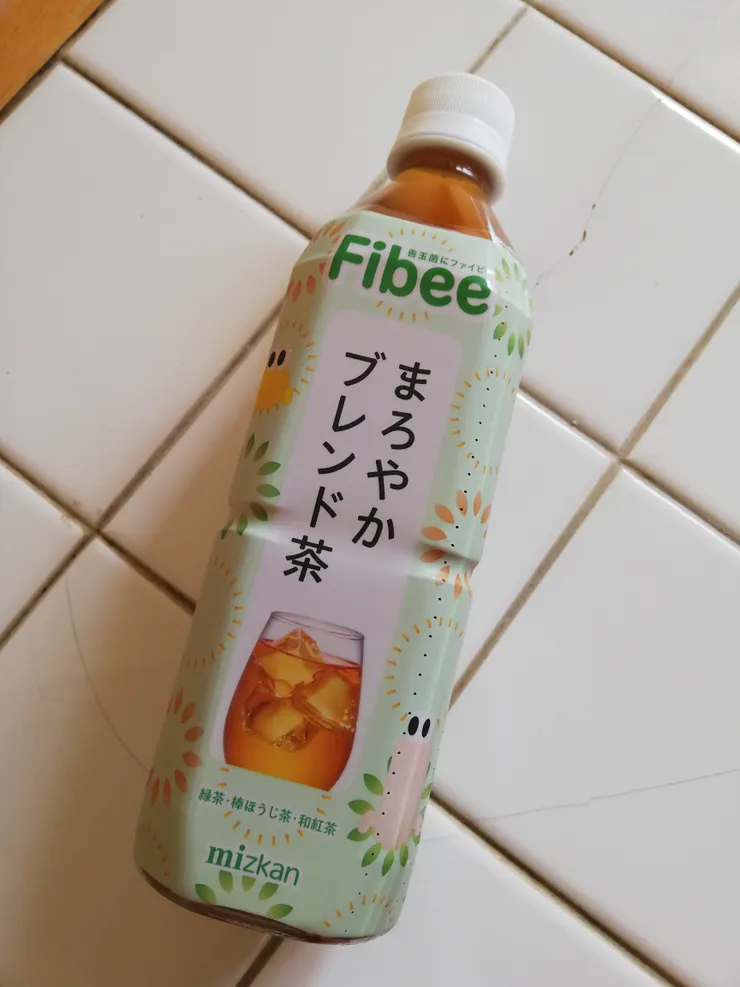 善玉菌にファイビー
Fibee
まろやか
ブレンド茶
緑茶・棒ほうじ茶・和紅茶
mizkan